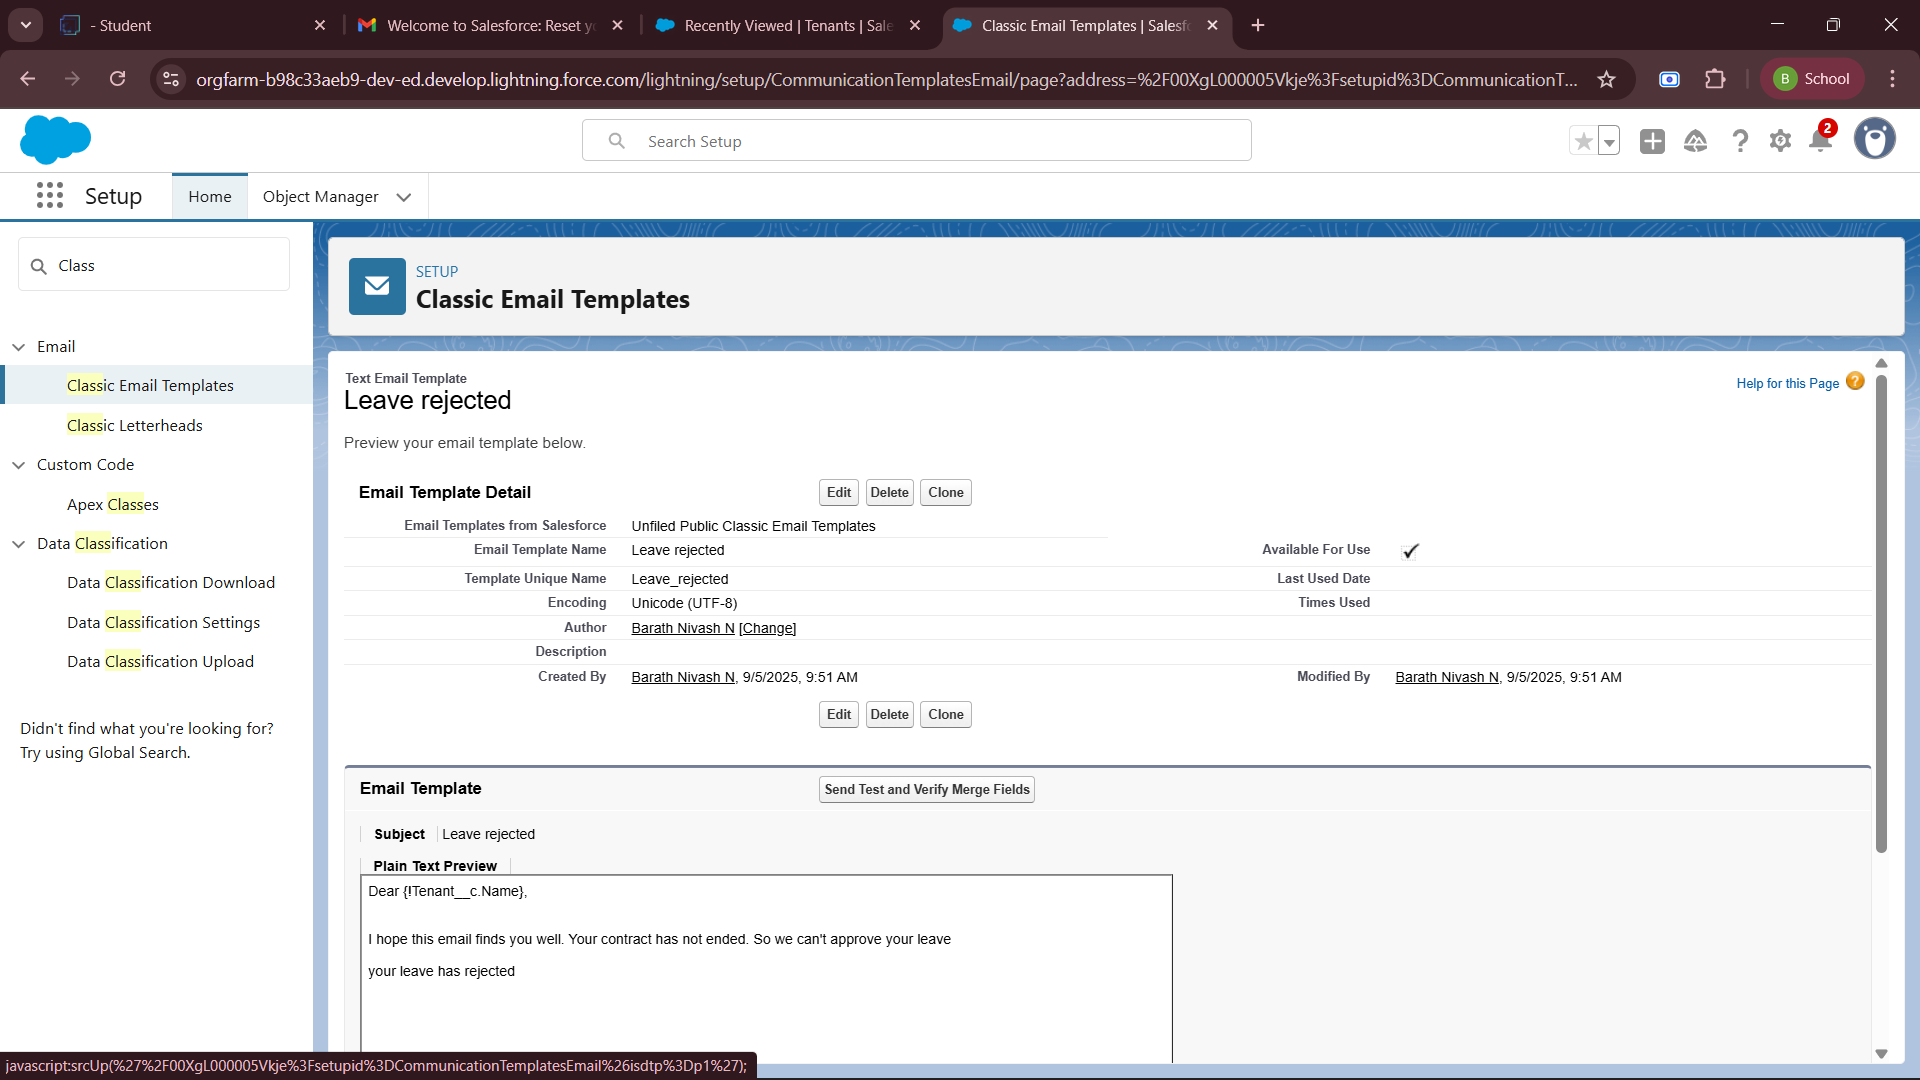 - Student
Welcome to Salesforce: Reset yo
Recently Viewed | Tenants | Sale
Classic Email Templates | Salesfo
orgfarm-b98c33aeb9-dev-ed.develop.lightning.force.com/lightning/setup/CommunicationTemplatesEmail/page?address=%2F00XgL000005Vkje%3Fsetupid%3DCommunicationT...
B School
Search Setup
2
Setup
Home
Object Manager
Class
Email
Classic Email Templates
Classic Letterheads
Custom Code
Apex Classes
Data Classification
Data Classification Download
Data Classification Settings
Data Classification Upload
Didn't find what you're looking for?
Try using Global Search.
SETUP
Classic Email Templates
Text Email Template
Leave rejected
Help for this Page ?
Preview your email template below.
Email Template Detail
Edit Delete Clone
Email Templates from Salesforce Unfiled Public Classic Email Templates
Email Template Name Leave rejected Available For Use
Template Unique Name Leave_rejected Last Used Date
Encoding Unicode (UTF-8) Times Used
Author Barath Nivash N [Change]
Description
Created By Barath Nivash N, 9/5/2025, 9:51 AM Modified By Barath Nivash N, 9/5/2025, 9:51 AM
Edit Delete Clone
Email Template
Send Test and Verify Merge Fields
Subject Leave rejected
Plain Text Preview
Dear {!Tenant__c.Name},
I hope this email finds you well. Your contract has not ended. So we can't approve your leave
your leave has rejected
javascript:srcUp(%27%2F00XgL000005Vkje%3Fsetupid%3DCommunicationTemplatesEmail%26isdtp%3Dp1%27);